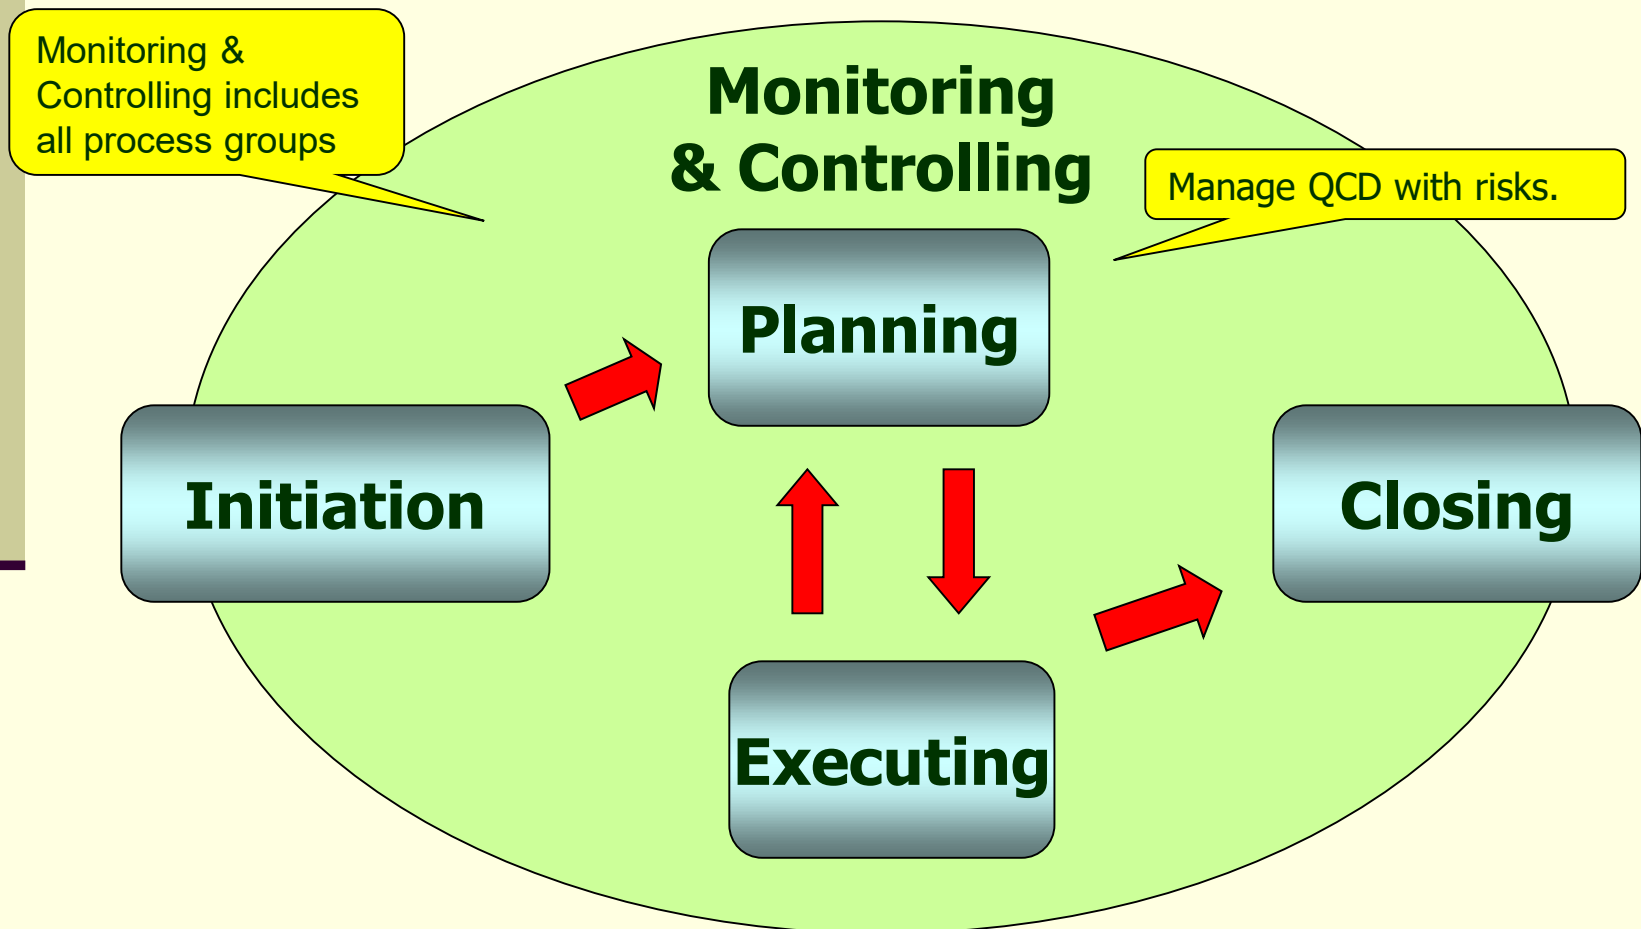 Monitoring &
Controlling includes
all process groups
Monitoring
& Controlling
Manage QCD with risks.
Planning
Initiation
Closing
Executing